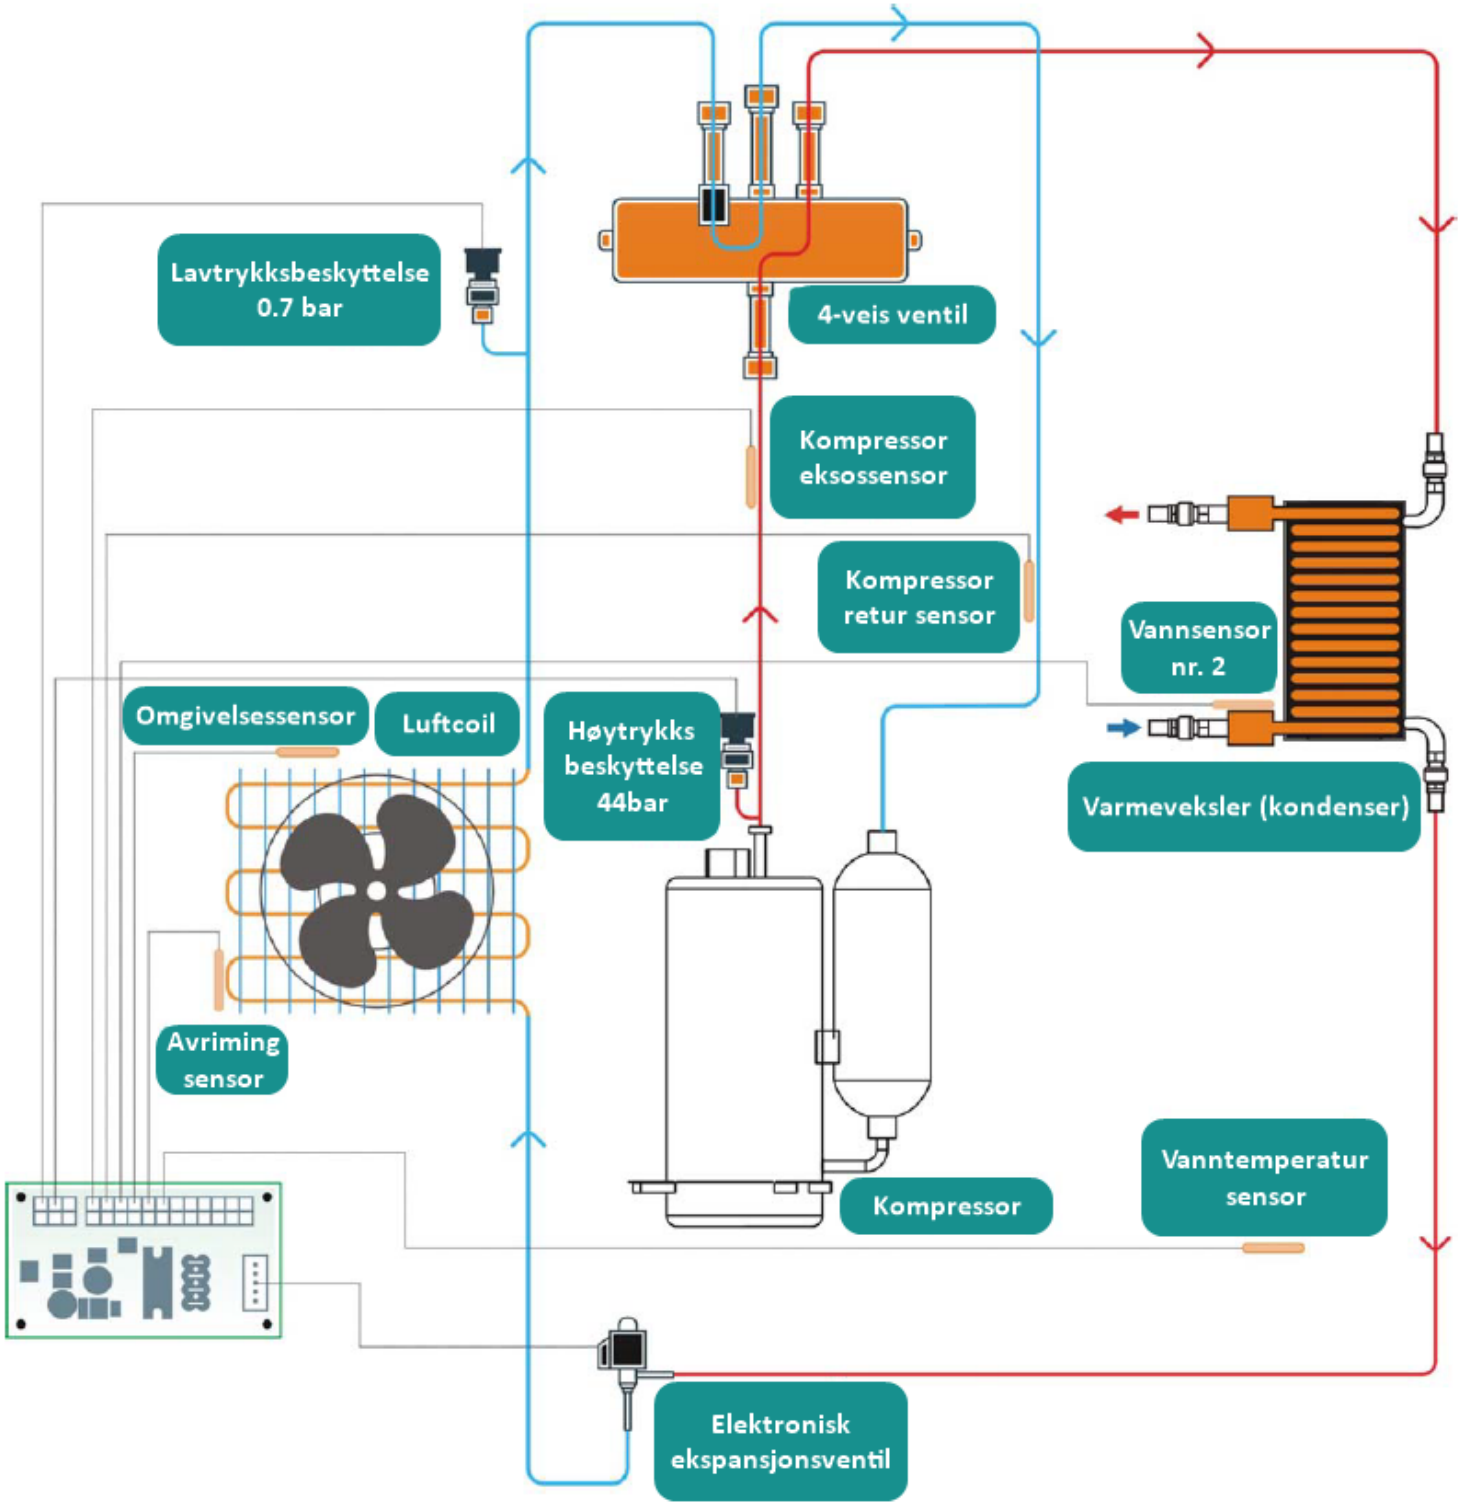 Lavtrykksbeskyttelse
0.7 bar
4-veis ventil
Kompressor
eksossensor
Kompressor
retur sensor
Vannsensor
nr. 2
Omgivelsessensor
Luftcoil
Høytrykks
beskyttelse
44bar
Varmeveksler (kondenser)
Avriming
sensor
Vanntemperatur
sensor
Kompressor
Elektronisk
ekspansjonsventil